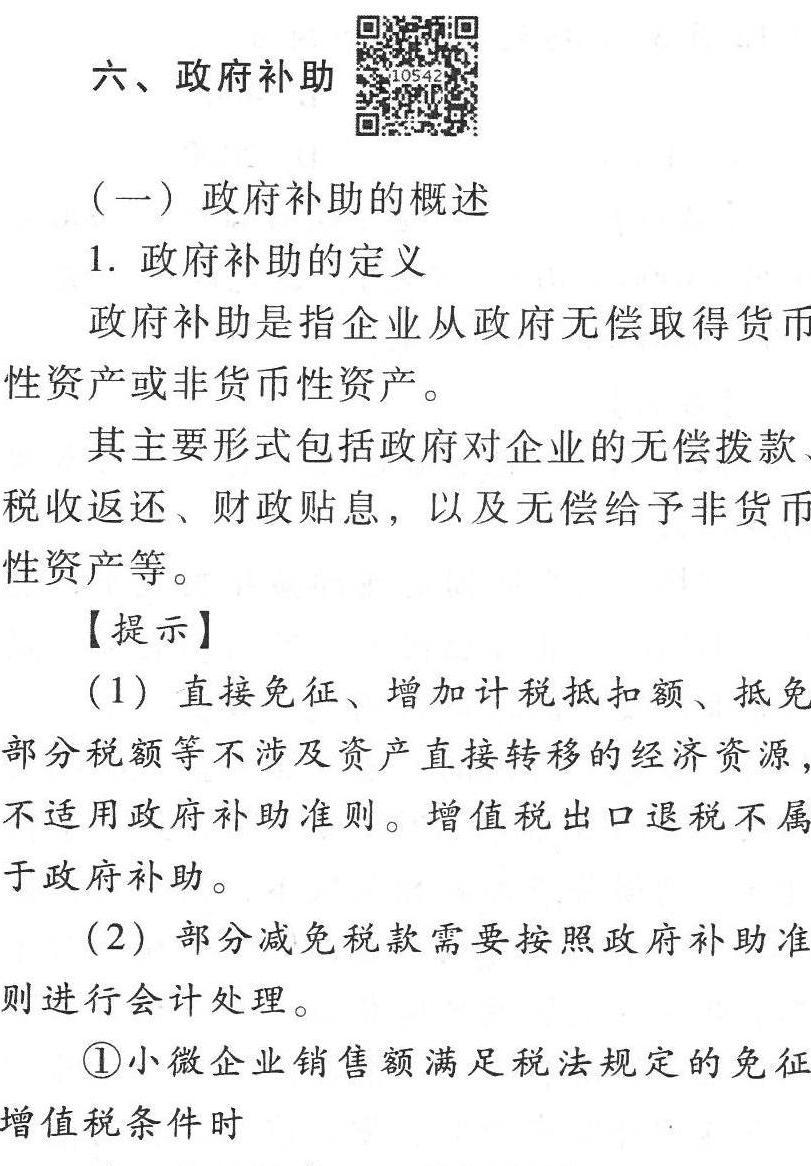 六、政府补助
10542
（一）政府补助的概述
1. 政府补助的定义
政府补助是指企业从政府无偿取得货币
性资产或非货币性资产。
其主要形式包括政府对企业的无偿拨款、
税收返还、财政贴息，以及无偿给予非货币
性资产等。
【提示】
（1）直接免征、增加计税抵扣额、抵免
部分税额等不涉及资产直接转移的经济资源，
不适用政府补助准则。增值税出口退税不属
于政府补助。
（2）部分减免税款需要按照政府补助准
则进行会计处理。
①小微企业销售额满足税法规定的免征
增值税条件时